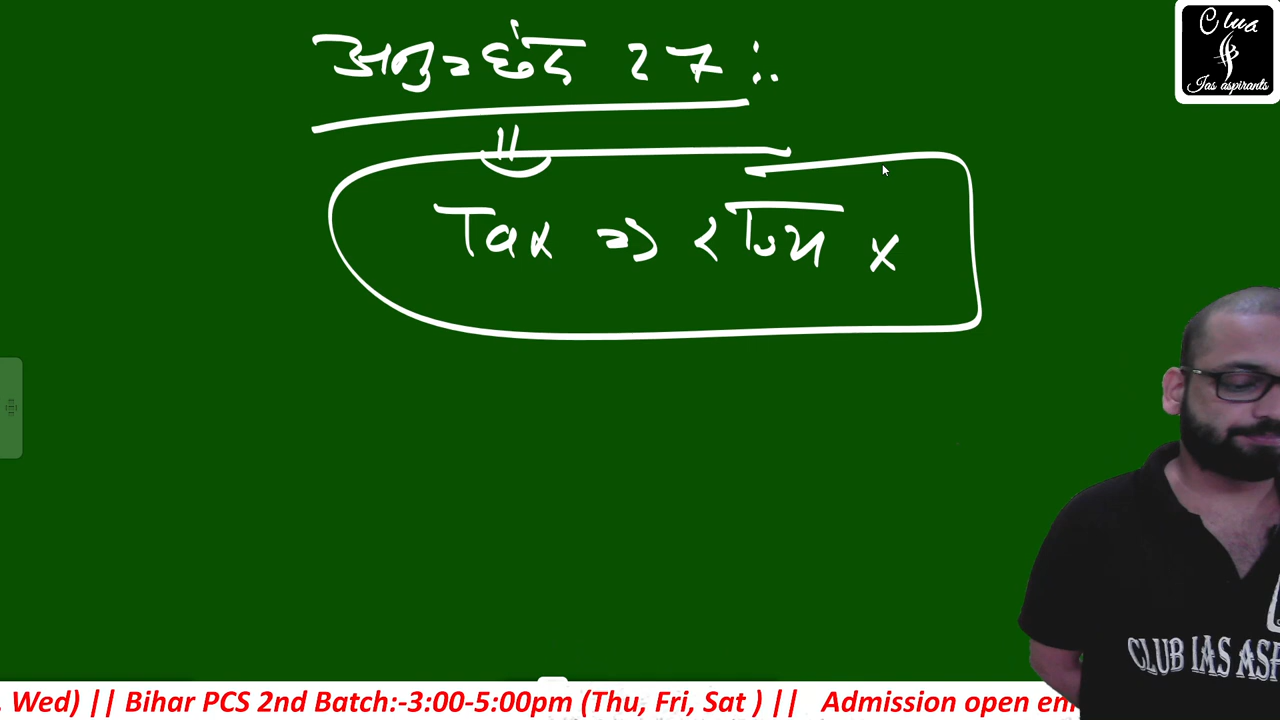 Club
Ias aspirants
अनुच्छेद 27 :.
Tax ⇒ राज्य x
CLUB IAS ASP
. Wed) || Bihar PCS 2nd Batch:-3:00-5:00pm (Thu, Fri, Sat ) || Admission open en